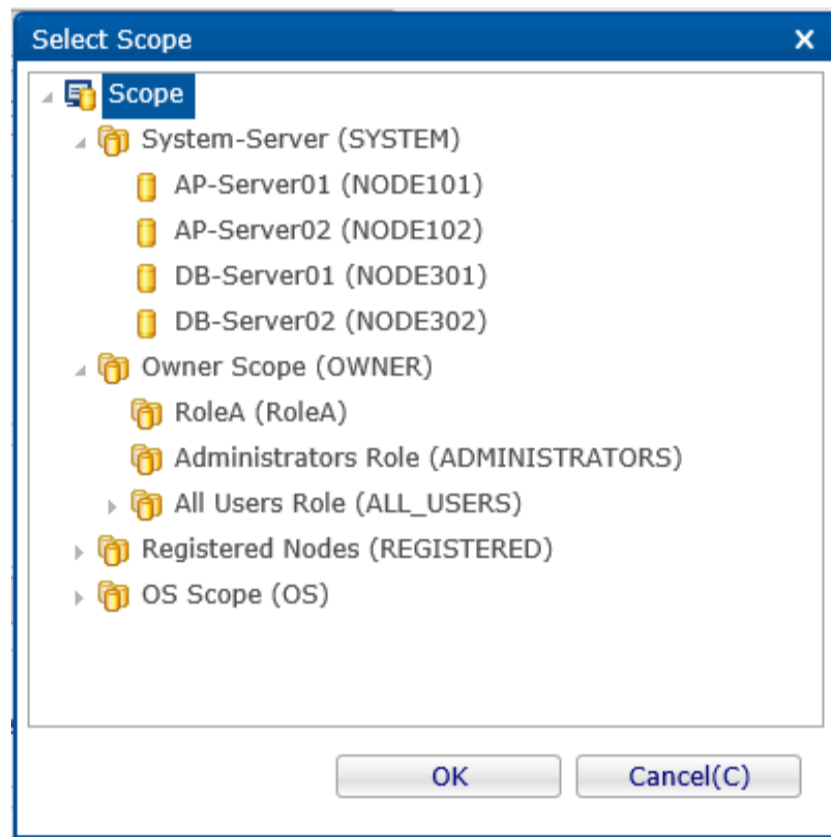 Select Scope
Scope
System-Server (SYSTEM)
AP-Server01 (NODE101)
AP-Server02 (NODE102)
DB-Server01 (NODE301)
DB-Server02 (NODE302)
Owner Scope (OWNER)
RoleA (RoleA)
Administrators Role (ADMINISTRATORS)
All Users Role (ALL_USERS)
Registered Nodes (REGISTERED)
OS Scope (OS)
OK Cancel(C)